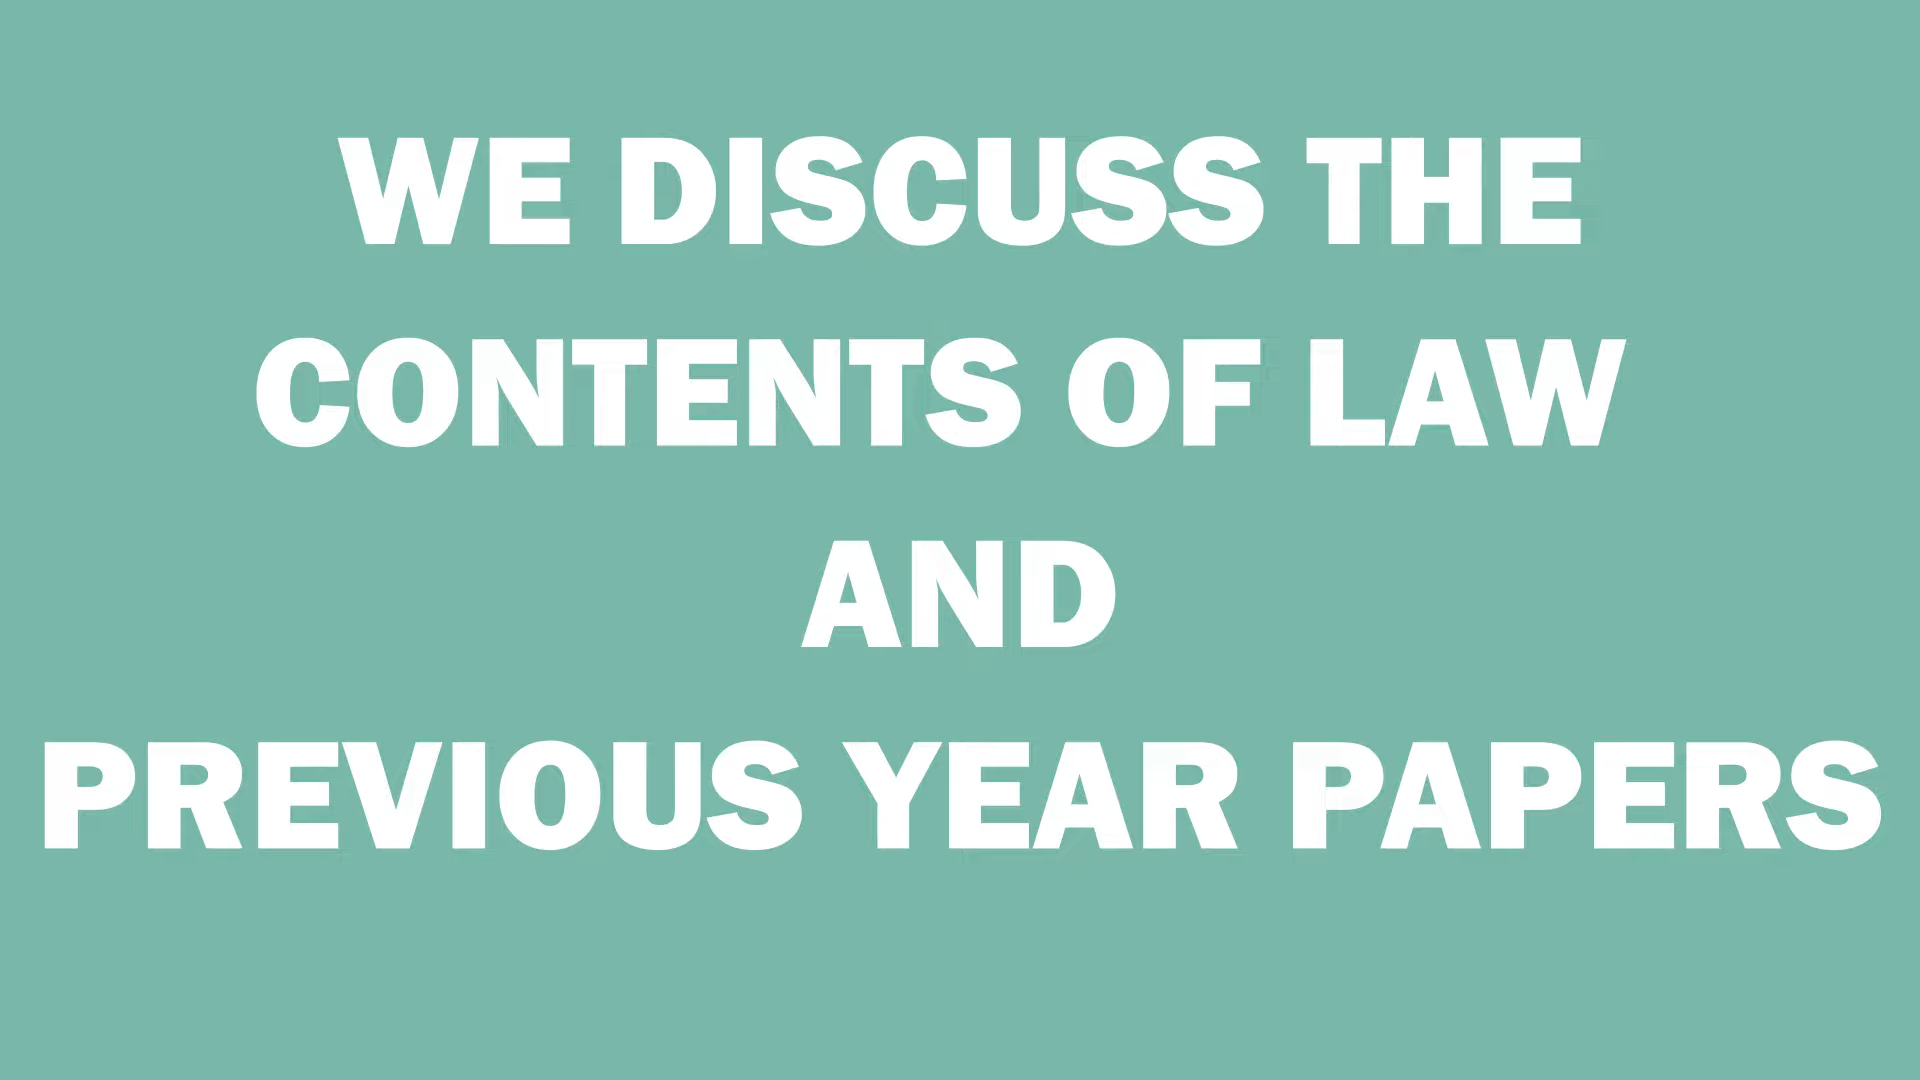 WE DISCUSS THE
CONTENTS OF LAW
AND
PREVIOUS YEAR PAPERS